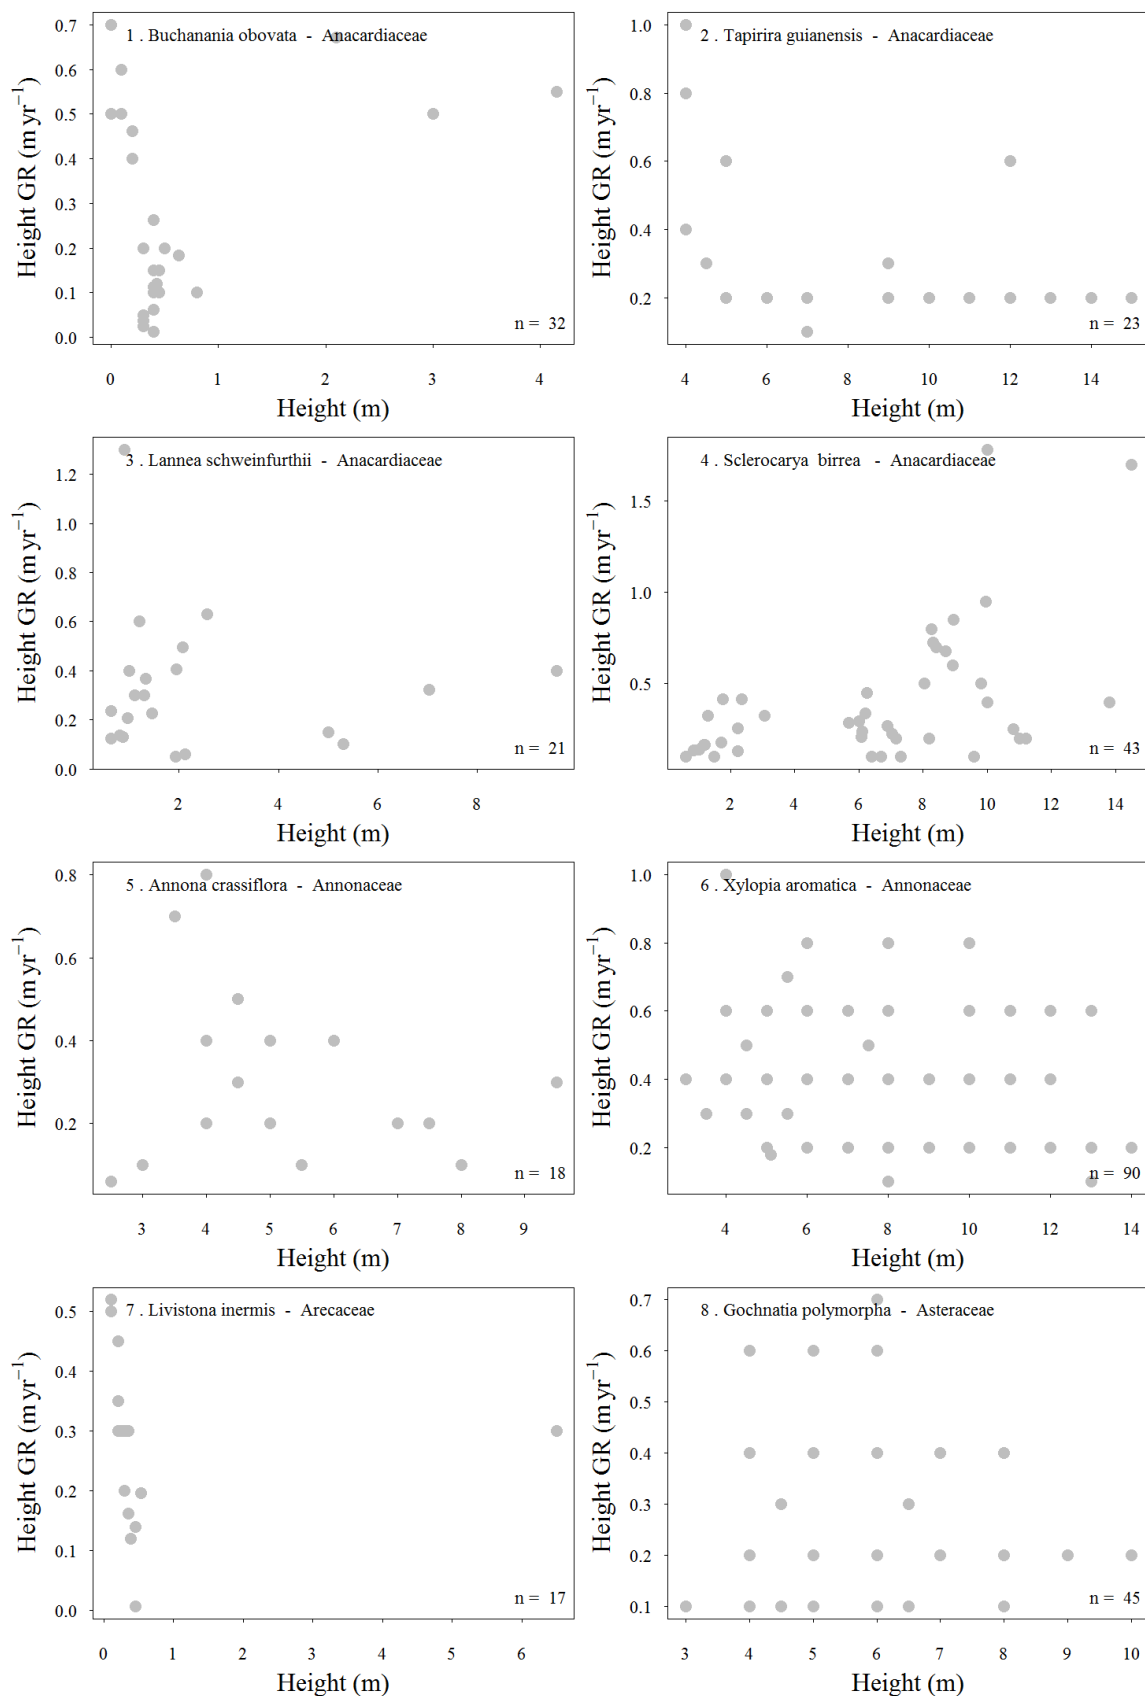 1 . Buchanania obovata - Anacardiaceae
Height GR (m yr−1)
0.7
0.6
0.5
0.4
0.3
0.2
0.1
0.0
n = 32
0 1 2 3 4
Height (m)
2 . Tapirira guianensis - Anacardiaceae
Height GR (m yr−1)
1.0
0.8
0.6
0.4
0.2
n = 23
4 6 8 10 12 14
Height (m)
3 . Lannea schweinfurthii - Anacardiaceae
Height GR (m yr−1)
1.2
1.0
0.8
0.6
0.4
0.2
0.0
n = 21
2 4 6 8
Height (m)
4 . Sclerocarya birrea - Anacardiaceae
Height GR (m yr−1)
1.5
1.0
0.5
n = 43
2 4 6 8 10 12 14
Height (m)
5 . Annona crassiflora - Annonaceae
Height GR (m yr−1)
0.8
0.6
0.4
0.2
n = 18
3 4 5 6 7 8 9
Height (m)
6 . Xylopia aromatica - Annonaceae
Height GR (m yr−1)
1.0
0.8
0.6
0.4
0.2
n = 90
4 6 8 10 12 14
Height (m)
7 . Livistona inermis - Arecaceae
Height GR (m yr−1)
0.5
0.4
0.3
0.2
0.1
0.0
n = 17
0 1 2 3 4 5 6
Height (m)
8 . Gochnatia polymorpha - Asteraceae
Height GR (m yr−1)
0.7
0.6
0.5
0.4
0.3
0.2
0.1
n = 45
3 4 5 6 7 8 9 10
Height (m)